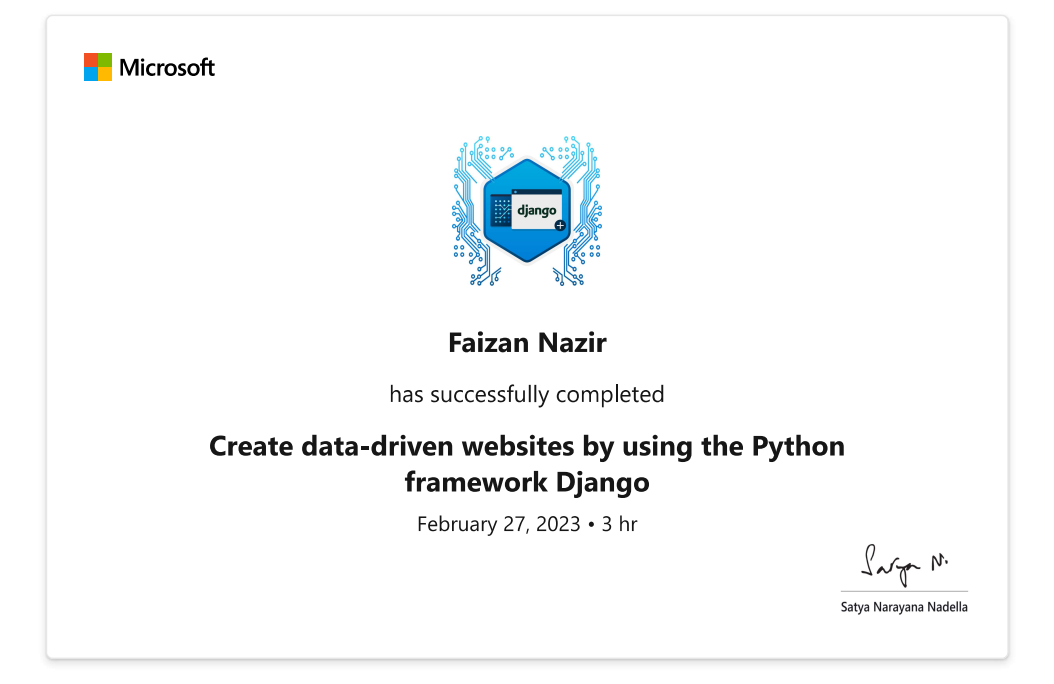 Microsoft
django
Faizan Nazir
has successfully completed
Create data-driven websites by using the Python
framework Django
February 27, 2023 • 3 hr
Satya N.
Satya Narayana Nadella